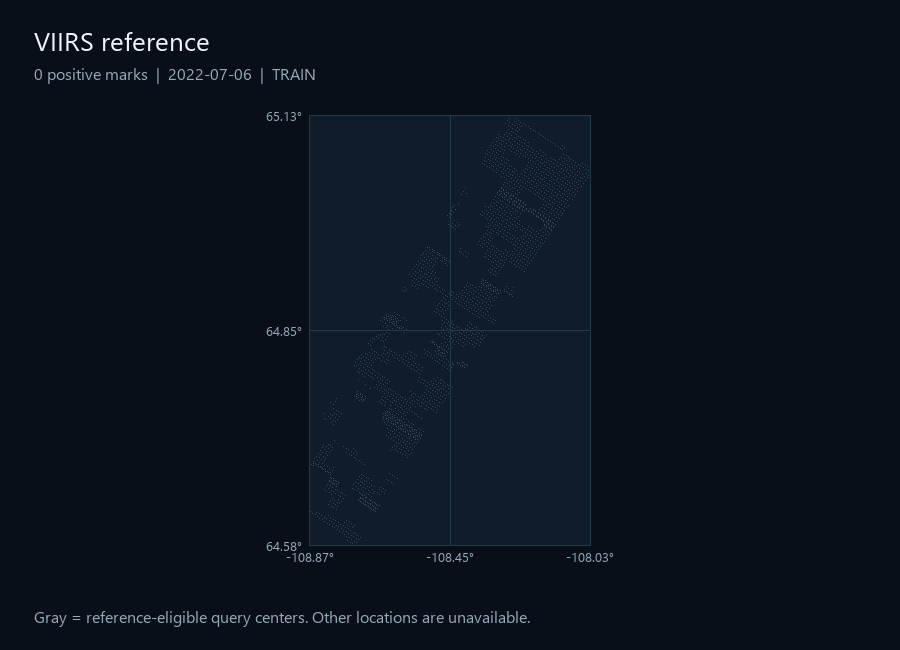 VIIRS reference
0 positive marks | 2022-07-06 | TRAIN
65.13°
64.85°
64.58°
-108.87° -108.45° -108.03°
Gray = reference-eligible query centers. Other locations are unavailable.